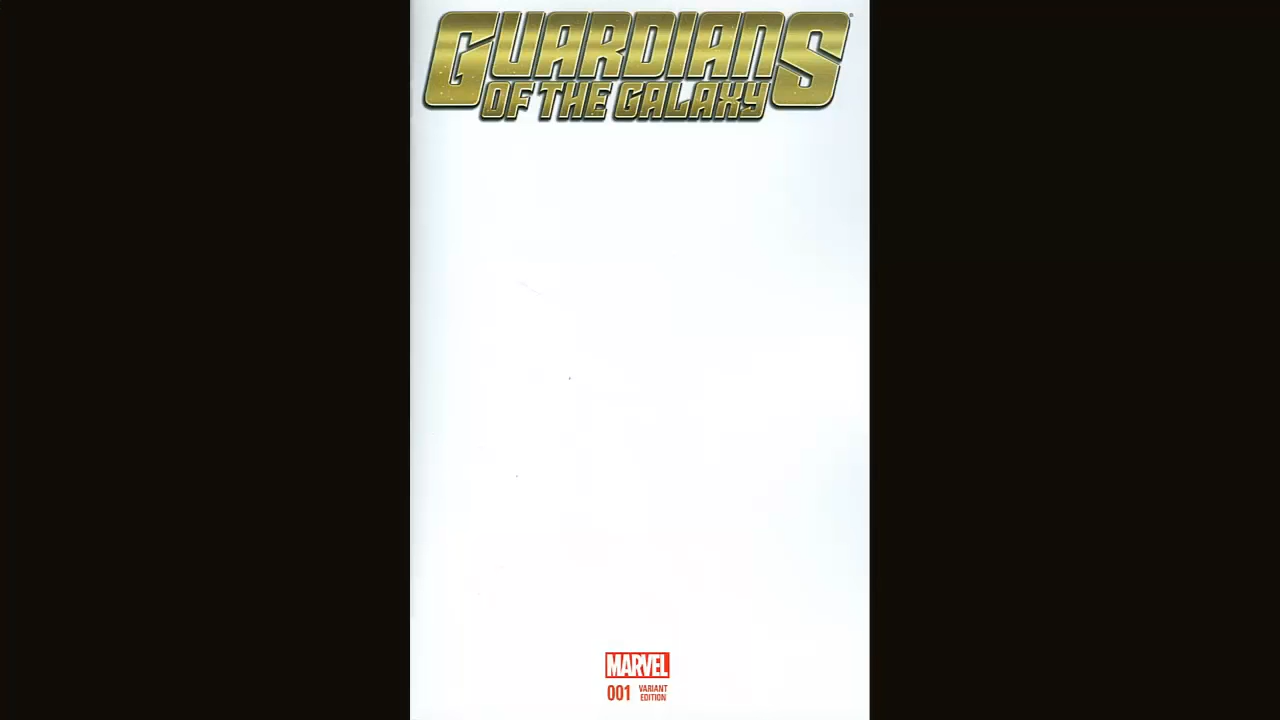 GUARDIANS
OF THE GALAXY
MARVEL
001 VARIANT
EDITION